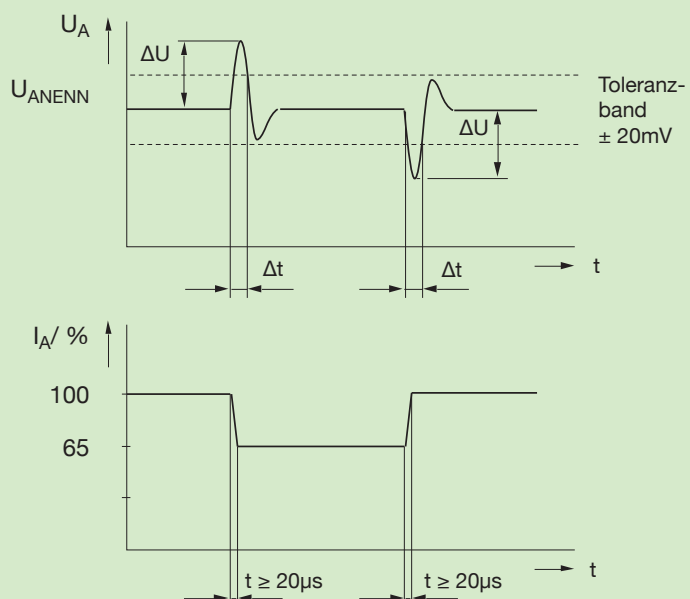 U_A
ΔU
U_ANENN
ΔU
Toleranz-
band
± 20mV
Δt
Δt
t
I_A/ %
100
65
t
t ≥ 20µs
t ≥ 20µs